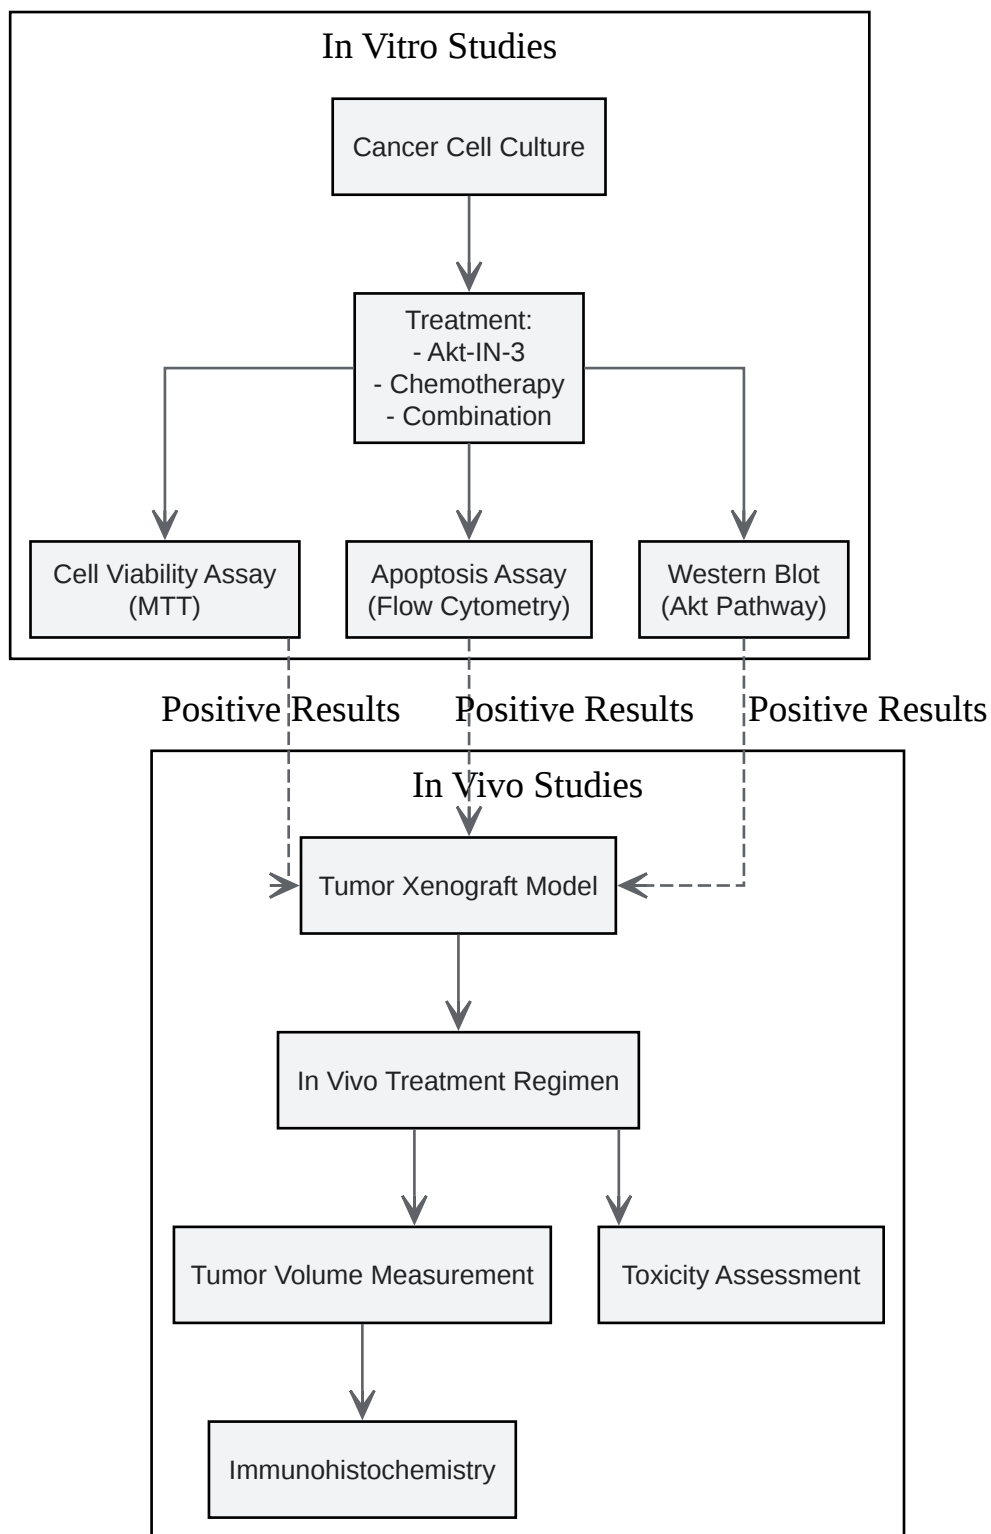 In Vitro Studies
Cancer Cell Culture
Treatment:
- Akt-IN-3
- Chemotherapy
- Combination
Cell Viability Assay
(MTT)
Apoptosis Assay
(Flow Cytometry)
Western Blot
(Akt Pathway)
Positive Results
Positive Results
Positive Results
In Vivo Studies
Tumor Xenograft Model
In Vivo Treatment Regimen
Tumor Volume Measurement
Toxicity Assessment
Immunohistochemistry